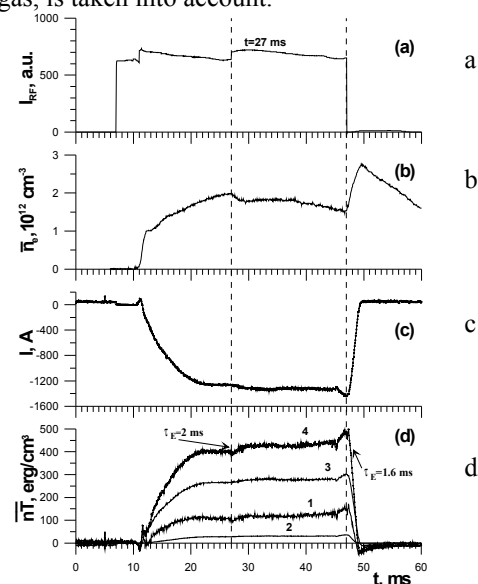 gas, is taken into account.
1000
500
0
I_RF, a.u.
t=27 ms
(a)
a
3
2
1
0
n̅_e, 10^12 cm^-3
(b)
b
0
-400
-800
-1200
-1600
I, A
(c)
c
500
400
300
200
100
0
n̅T̅, erg/cm³
τ_E=2 ms
4
(d)
3
τ_E=1.6 ms
1
2
d
0 10 20 30 40 50 60
t, ms